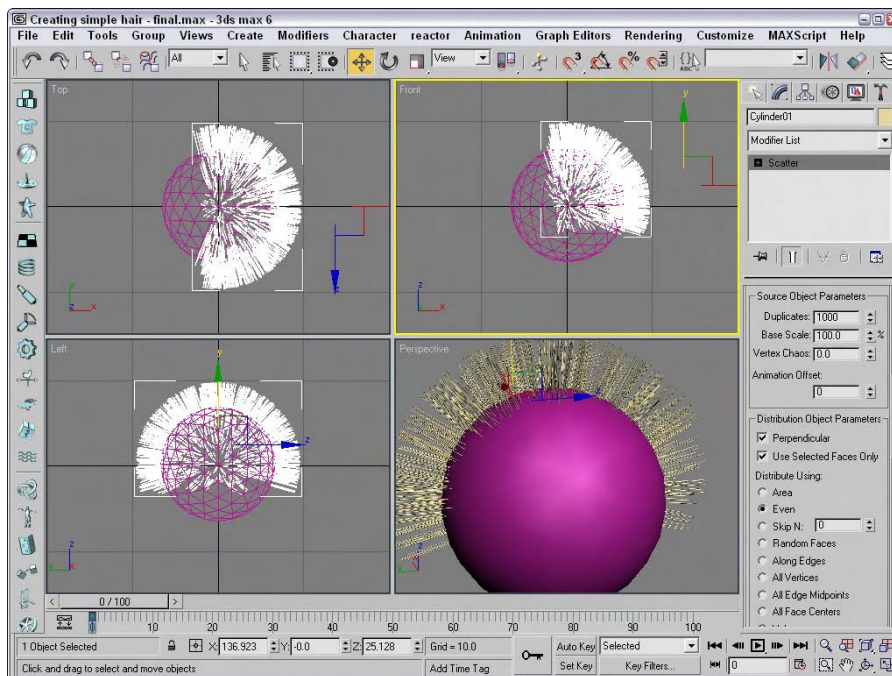 Creating simple hair - final.max - 3ds max 6
File Edit Tools Group Views Create Modifiers Character reactor Animation Graph Editors Rendering Customize MAXScript Help
All
View
Top
Front
Left
Perspective
y
x
z
Cylinder01
Modifier List
Scatter
Source Object Parameters
Duplicates: 1000
Base Scale: 100.0 %
Vertex Chaos: 0.0
Animation Offset:
0
Distribution Object Parameters
Perpendicular
Use Selected Faces Only
Distribute Using:
Area
Even
Skip N: 0
Random Faces
Along Edges
All Vertices
All Edge Midpoints
All Face Centers
0 / 100
0 10 20 30 40 50 60 70 80 90 100
1 Object Selected X: 136.923 Y: -0.0 Z: 25.128 Grid = 10.0 Auto Key Selected
Click and drag to select and move objects Add Time Tag Set Key Key Filters... 0